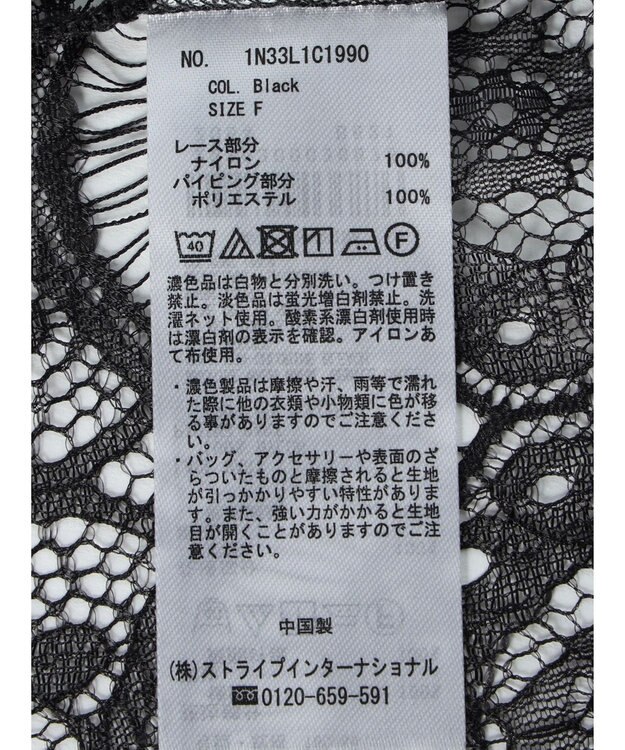 NO. 1N33L1C1990
COL. Black
SIZE F
レース部分
ナイロン 100%
パイピング部分
ポリエステル 100%
40 F
濃色品は白物と分別洗い。つけ置き
禁止。淡色品は蛍光増白剤禁止。洗
濯ネット使用。酸素系漂白剤使用時
は漂白剤の表示を確認。アイロンあ
て布使用。
・濃色製品は摩擦や汗、雨等で濡れ
た際に他の衣類や小物類に色が移
る事がありますのでご注意くださ
い。
・バッグ、アクセサリーや表面のざ
らついたものと摩擦されると生地
が引っかかりやすい特性がありま
す。また、強い力がかかると生地
目が開くことがありますのでご注
意ください。
中国製
(株)ストライプインターナショナル
0120-659-591